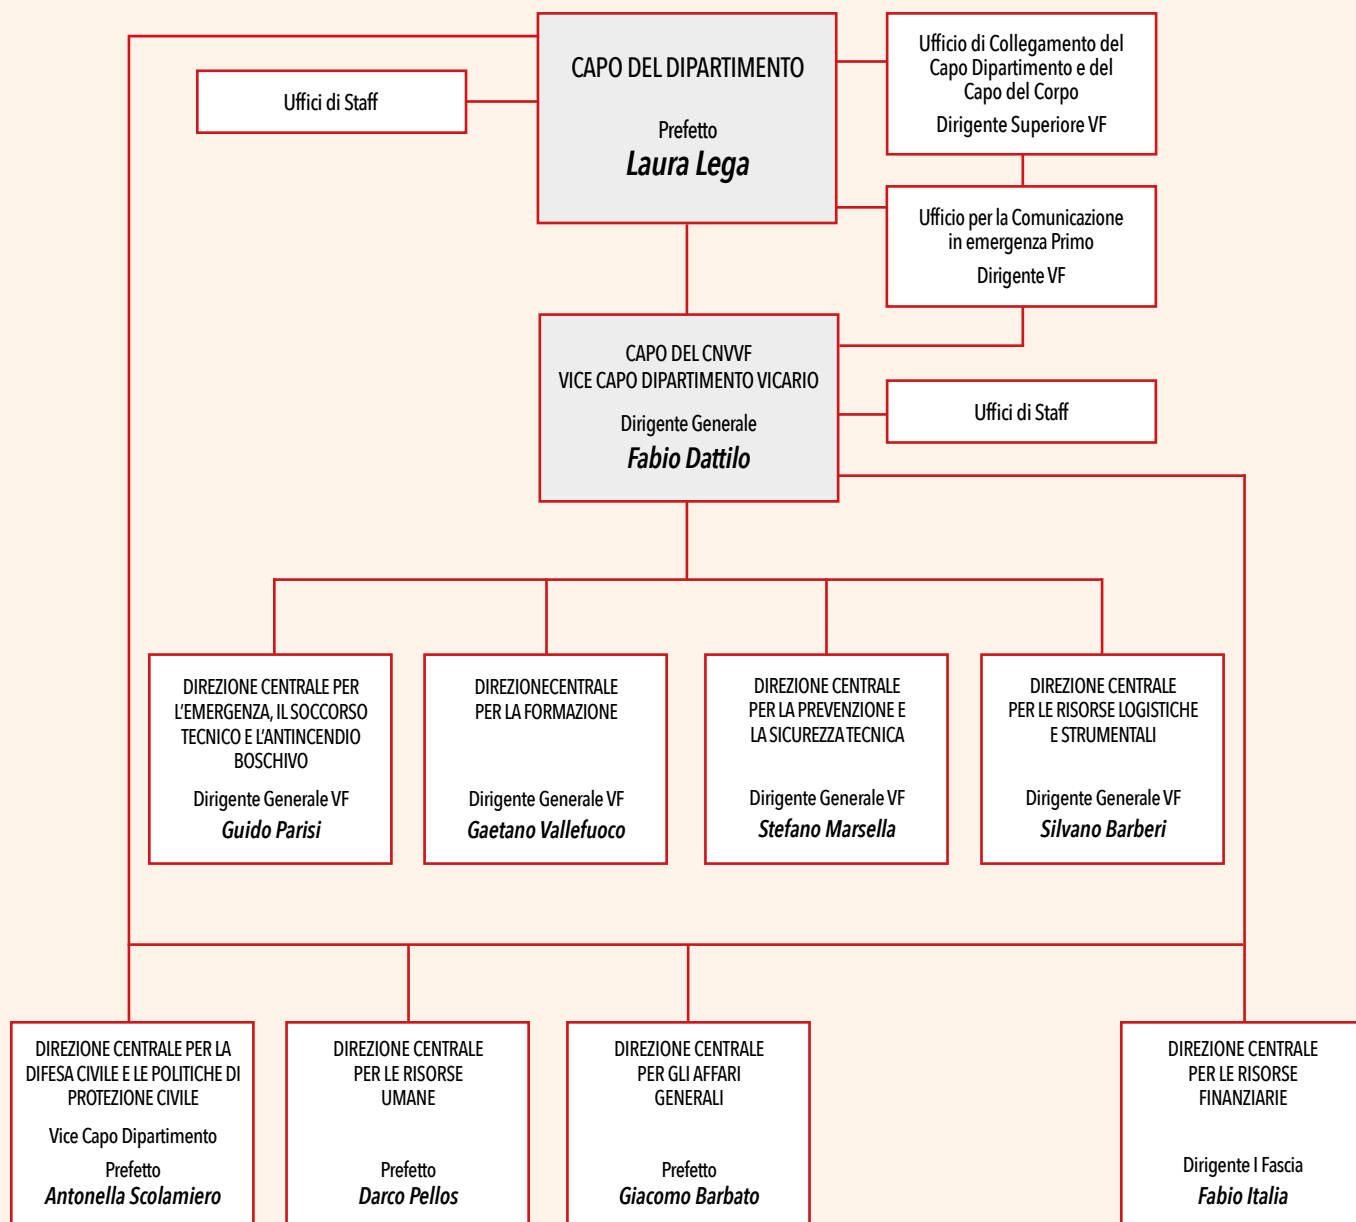 CAPO DEL DIPARTIMENTO
Prefetto
Laura Lega
Uffici di Staff
Ufficio di Collegamento del
Capo Dipartimento e del
Capo del Corpo
Dirigente Superiore VF
Ufficio per la Comunicazione
in emergenza Primo
Dirigente VF
CAPO DEL CNVVF
VICE CAPO DIPARTIMENTO VICARIO
Dirigente Generale
Fabio Dattilo
Uffici di Staff
DIREZIONE CENTRALE PER
L'EMERGENZA, IL SOCCORSO
TECNICO E L'ANTINCENDIO
BOSCHIVO
Dirigente Generale VF
Guido Parisi
DIREZIONECENTRALE
PER LA FORMAZIONE
Dirigente Generale VF
Gaetano Vallefuoco
DIREZIONE CENTRALE
PER LA PREVENZIONE E
LA SICUREZZA TECNICA
Dirigente Generale VF
Stefano Marsella
DIREZIONE CENTRALE
PER LE RISORSE LOGISTICHE
E STRUMENTALI
Dirigente Generale VF
Silvano Barberi
DIREZIONE CENTRALE PER LA
DIFESA CIVILE E LE POLITICHE DI
PROTEZIONE CIVILE
Vice Capo Dipartimento
Prefetto
Antonella Scolamiero
DIREZIONE CENTRALE
PER LE RISORSE
UMANE
Prefetto
Darco Pellos
DIREZIONE CENTRALE
PER GLI AFFARI
GENERALI
Prefetto
Giacomo Barbato
DIREZIONE CENTRALE
PER LE RISORSE
FINANZIARIE
Dirigente I Fascia
Fabio Italia